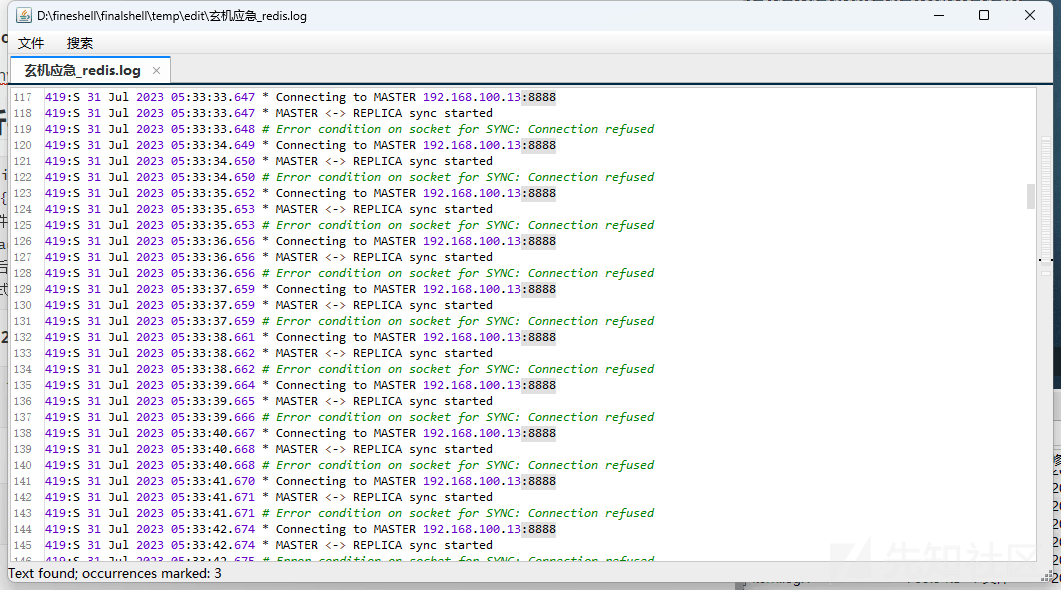 D:\fineshell\finalshell\temp\edit\玄机应急_redis.log
文件 搜索
玄机应急_redis.log ×
117 419:S 31 Jul 2023 05:33:33.647 * Connecting to MASTER 192.168.100.13:8888
118 419:S 31 Jul 2023 05:33:33.647 * MASTER <-> REPLICA sync started
119 419:S 31 Jul 2023 05:33:33.648 # Error condition on socket for SYNC: Connection refused
120 419:S 31 Jul 2023 05:33:34.649 * Connecting to MASTER 192.168.100.13:8888
121 419:S 31 Jul 2023 05:33:34.650 * MASTER <-> REPLICA sync started
122 419:S 31 Jul 2023 05:33:34.650 # Error condition on socket for SYNC: Connection refused
123 419:S 31 Jul 2023 05:33:35.652 * Connecting to MASTER 192.168.100.13:8888
124 419:S 31 Jul 2023 05:33:35.653 * MASTER <-> REPLICA sync started
125 419:S 31 Jul 2023 05:33:35.653 # Error condition on socket for SYNC: Connection refused
126 419:S 31 Jul 2023 05:33:36.656 * Connecting to MASTER 192.168.100.13:8888
127 419:S 31 Jul 2023 05:33:36.656 * MASTER <-> REPLICA sync started
128 419:S 31 Jul 2023 05:33:36.656 # Error condition on socket for SYNC: Connection refused
129 419:S 31 Jul 2023 05:33:37.659 * Connecting to MASTER 192.168.100.13:8888
130 419:S 31 Jul 2023 05:33:37.659 * MASTER <-> REPLICA sync started
131 419:S 31 Jul 2023 05:33:37.659 # Error condition on socket for SYNC: Connection refused
132 419:S 31 Jul 2023 05:33:38.661 * Connecting to MASTER 192.168.100.13:8888
133 419:S 31 Jul 2023 05:33:38.662 * MASTER <-> REPLICA sync started
134 419:S 31 Jul 2023 05:33:38.662 # Error condition on socket for SYNC: Connection refused
135 419:S 31 Jul 2023 05:33:39.664 * Connecting to MASTER 192.168.100.13:8888
136 419:S 31 Jul 2023 05:33:39.665 * MASTER <-> REPLICA sync started
137 419:S 31 Jul 2023 05:33:39.666 # Error condition on socket for SYNC: Connection refused
138 419:S 31 Jul 2023 05:33:40.667 * Connecting to MASTER 192.168.100.13:8888
139 419:S 31 Jul 2023 05:33:40.668 * MASTER <-> REPLICA sync started
140 419:S 31 Jul 2023 05:33:40.668 # Error condition on socket for SYNC: Connection refused
141 419:S 31 Jul 2023 05:33:41.670 * Connecting to MASTER 192.168.100.13:8888
142 419:S 31 Jul 2023 05:33:41.671 * MASTER <-> REPLICA sync started
143 419:S 31 Jul 2023 05:33:41.671 # Error condition on socket for SYNC: Connection refused
144 419:S 31 Jul 2023 05:33:42.674 * Connecting to MASTER 192.168.100.13:8888
145 419:S 31 Jul 2023 05:33:42.674 * MASTER <-> REPLICA sync started
146 419:S 31 Jul 2023 05:33:42.675 # Error condition on socket for SYNC: Connection refused
先知社区
Text found; occurrences marked: 3